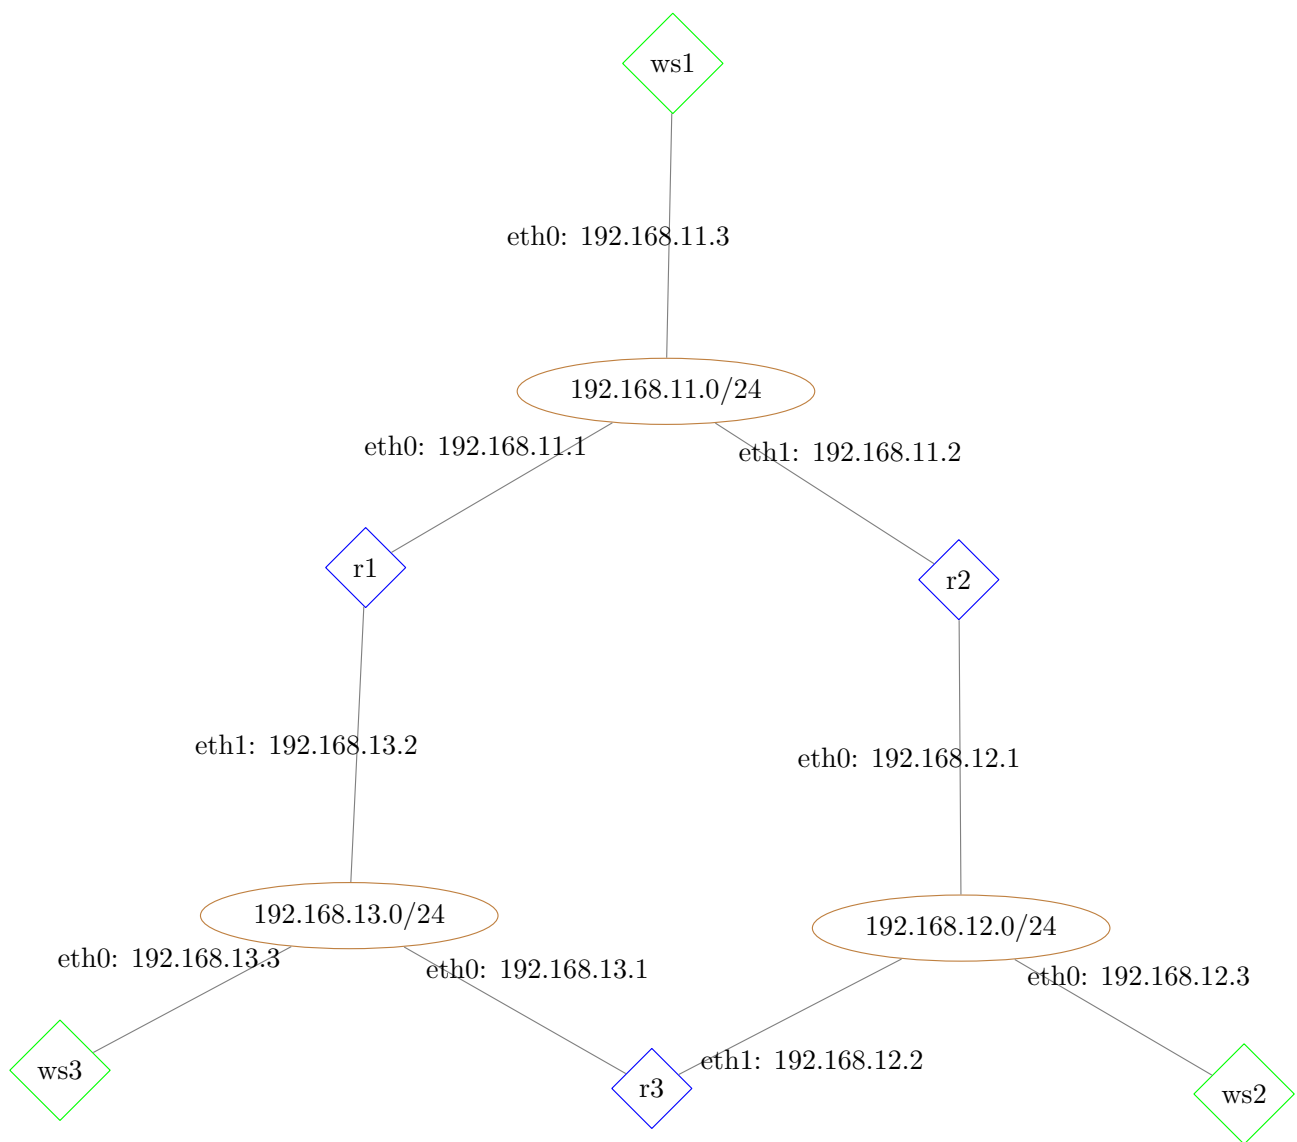 ws1
eth0: 192.168.11.3
192.168.11.0/24
eth0: 192.168.11.1
eth1: 192.168.11.2
r1
r2
eth1: 192.168.13.2
eth0: 192.168.12.1
192.168.13.0/24
192.168.12.0/24
eth0: 192.168.13.3
eth0: 192.168.13.1
eth0: 192.168.12.3
eth1: 192.168.12.2
ws3
r3
ws2